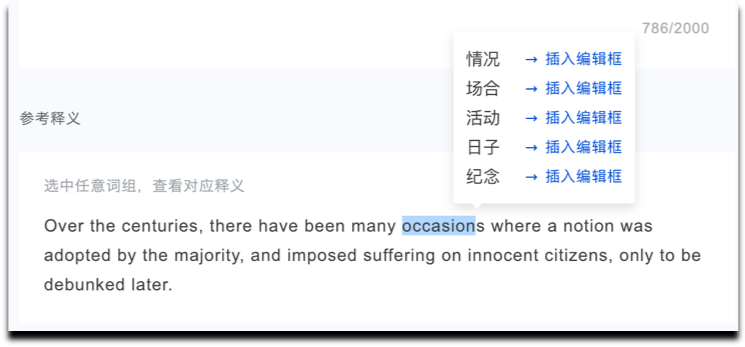 786/2000
情况 → 插入编辑框
场合 → 插入编辑框
活动 → 插入编辑框
日子 → 插入编辑框
纪念 → 插入编辑框
参考释义
选中任意词组，查看对应释义
Over the centuries, there have been many occasions where a notion was
adopted by the majority, and imposed suffering on innocent citizens, only to be
debunked later.